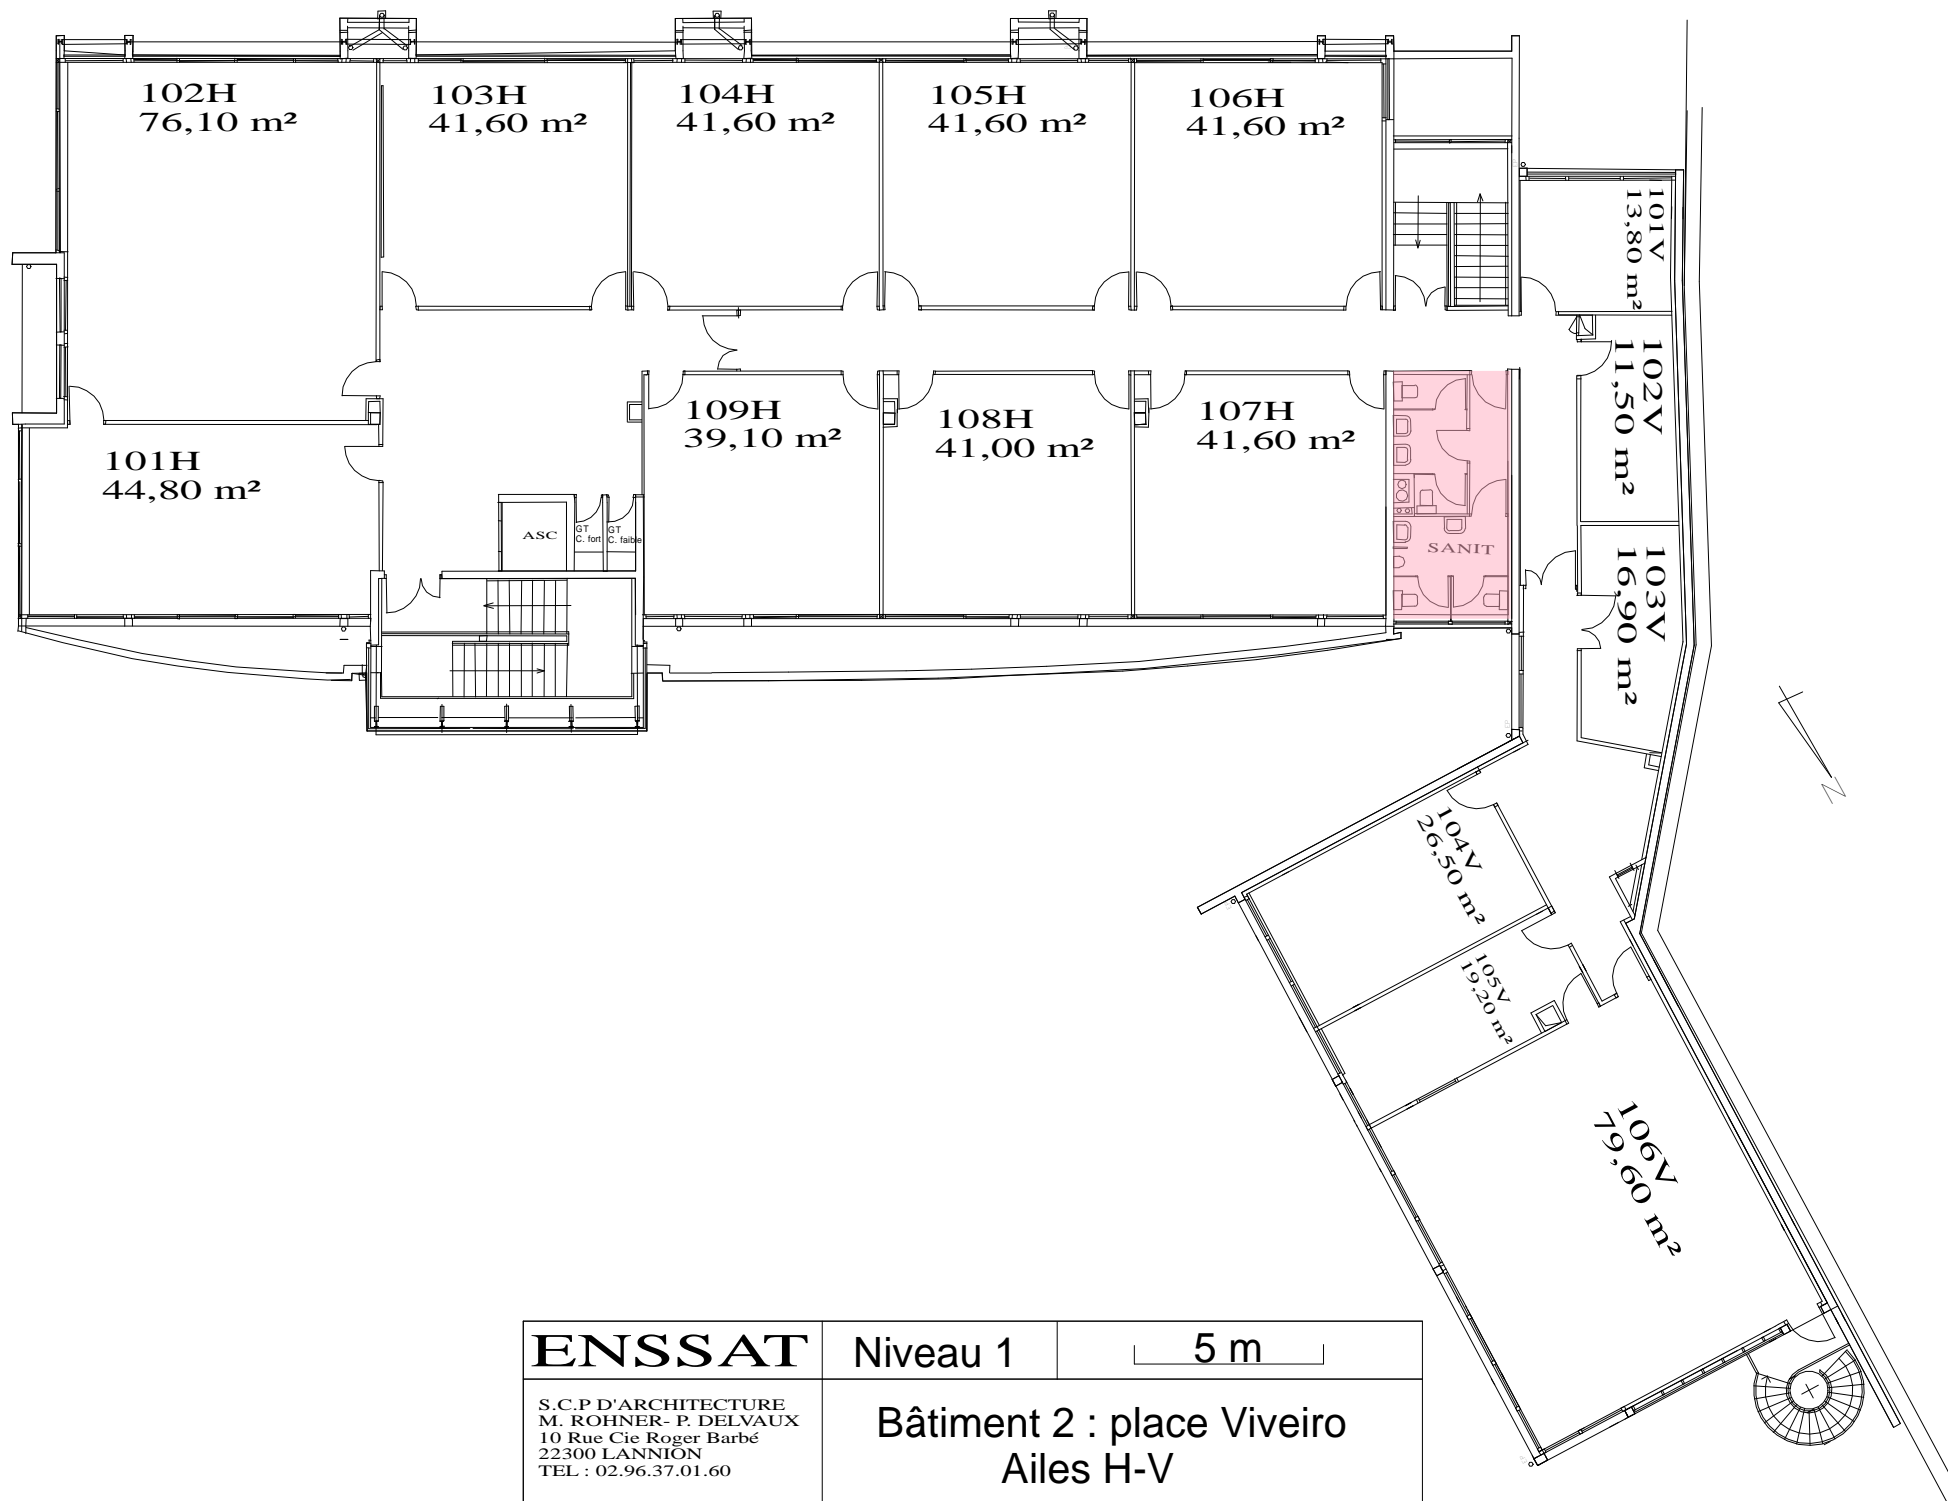 102H
76,10 m²
103H
41,60 m²
104H
41,60 m²
105H
41,60 m²
106H
41,60 m²
101V
13,80 m²
102V
11,50 m²
103V
16,90 m²
109H
39,10 m²
108H
41,00 m²
107H
41,60 m²
101H
44,80 m²
ASC
GT
C. fort
GT
C. faible
SANIT
N
104V
26,50 m²
105V
19,20 m²
106V
79,60 m²
ENSSAT
Niveau 1
5 m
S.C.P D'ARCHITECTURE
M. ROHNER- P. DELVAUX
10 Rue Cie Roger Barbé
22300 LANNION
TEL : 02.96.37.01.60
Bâtiment 2 : place Viveiro
Ailes H-V